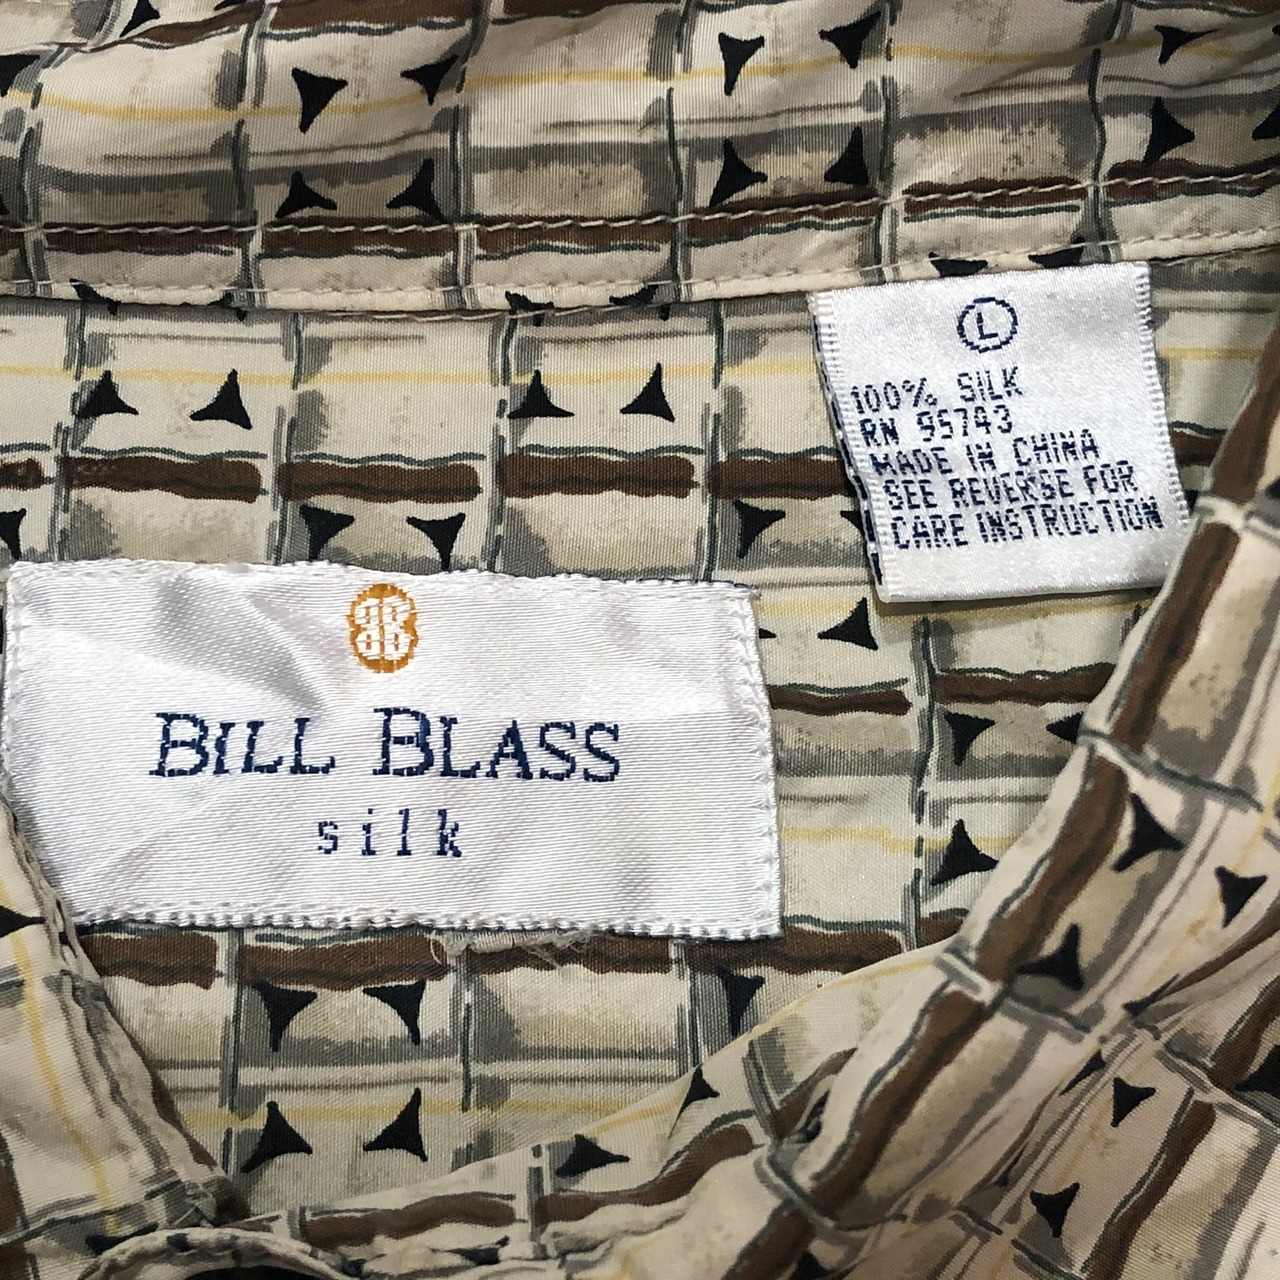 L
100% SILK
RN 95743
MADE IN CHINA
SEE REVERSE FOR
CARE INSTRUCTION
BB
BILL BLASS
silk